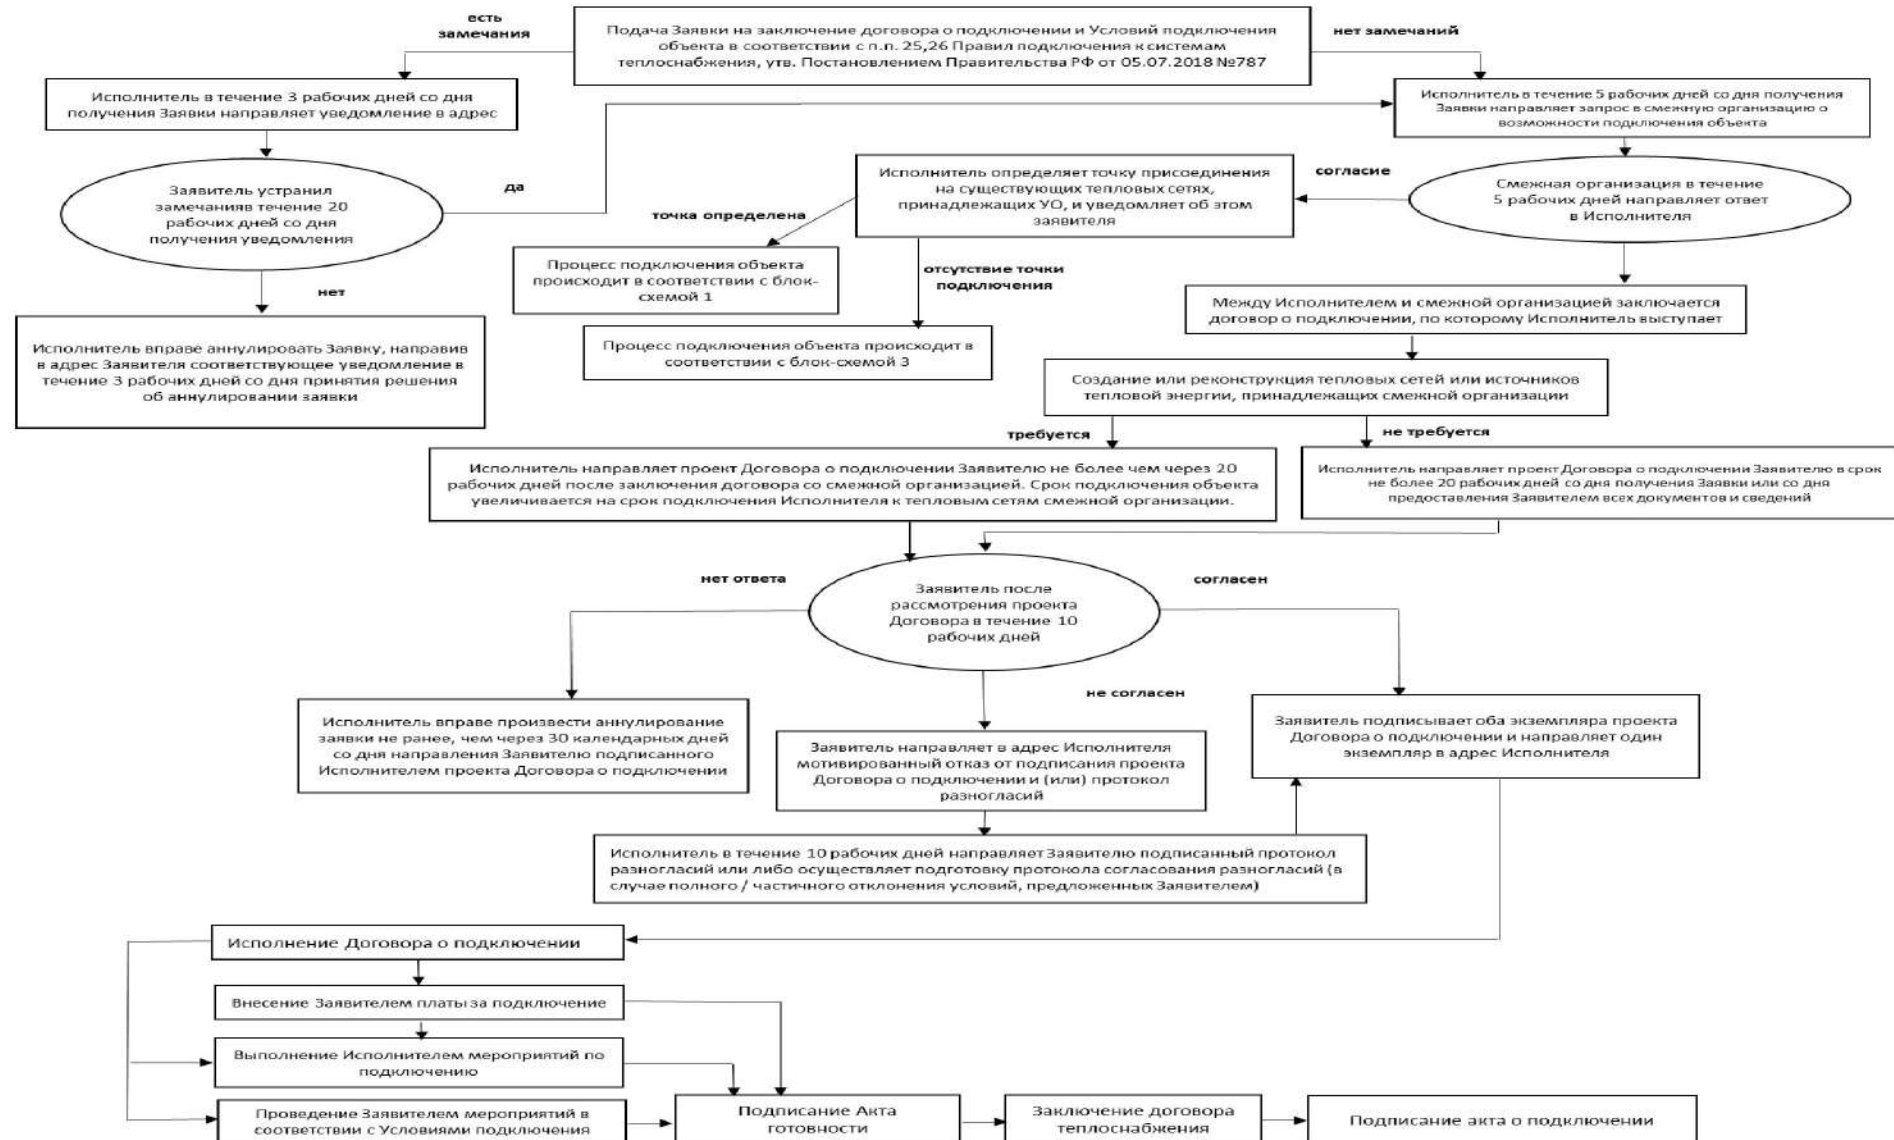 есть
замечания
Подача Заявки на заключение договора о подключении и Условий подключения
объекта в соответствии с п.п. 25,26 Правил подключения к системам
теплоснабжения, утв. Постановлением Правительства РФ от 05.07.2018 №787
нет замечаний
Исполнитель в течение 3 рабочих дней со дня
получения Заявки направляет уведомление в адрес
Исполнитель в течение 5 рабочих дней со дня получения
Заявки направляет запрос в смежную организацию о
возможности подключения объекта
Заявитель устранил
замечанияв течение 20
рабочих дней со дня
получения уведомления
да
Исполнитель определяет точку присоединения
на существующих тепловых сетях,
принадлежащих УО, и уведомляет об этом
заявителя
согласие
Смежная организация в течение
5 рабочих дней направляет ответ
в Исполнителя
точка определена
Процесс подключения объекта
происходит в соответствии с блок-
схемой 1
отсутствие точки
подключения
нет
Между Исполнителем и смежной организацией заключается
договор о подключении, по которому Исполнитель выступает
Исполнитель вправе аннулировать Заявку, направив
в адрес Заявителя соответствующее уведомление в
течение 3 рабочих дней со дня принятия решения
об аннулировании заявки
Процесс подключения объекта происходит в
соответствии с блок-схемой 3
Создание или реконструкция тепловых сетей или источников
тепловой энергии, принадлежащих смежной организации
требуется
не требуется
Исполнитель направляет проект Договора о подключении Заявителю не более чем через 20
рабочих дней после заключения договора со смежной организацией. Срок подключения объекта
увеличивается на срок подключения Исполнителя к тепловым сетям смежной организации.
Исполнитель направляет проект Договора о подключении Заявителю в срок
не более 20 рабочих дней со дня получения Заявки или со дня
предоставления Заявителем всех документов и сведений
нет ответа
Заявитель после
рассмотрения проекта
Договора в течение 10
рабочих дней
согласен
не согласен
Исполнитель вправе произвести аннулирование
заявки не ранее, чем через 30 календарных дней
со дня направления Заявителю подписанного
Исполнителем проекта Договора о подключении
Заявитель направляет в адрес Исполнителя
мотивированный отказ от подписания проекта
Договора о подключении и (или) протокол
разногласий
Заявитель подписывает оба экземпляра проекта
Договора о подключении и направляет один
экземпляр в адрес Исполнителя
Исполнитель в течение 10 рабочих дней направляет Заявителю подписанный протокол
разногласий или либо осуществляет подготовку протокола согласования разногласий (в
случае полного / частичного отклонения условий, предложенных Заявителем)
Исполнение Договора о подключении
Внесение Заявителем платы за подключение
Выполнение Исполнителем мероприятий по
подключению
Проведение Заявителем мероприятий в
соответствии с Условиями подключения
Подписание Акта
готовности
Заключение договора
теплоснабжения
Подписание акта о подключении